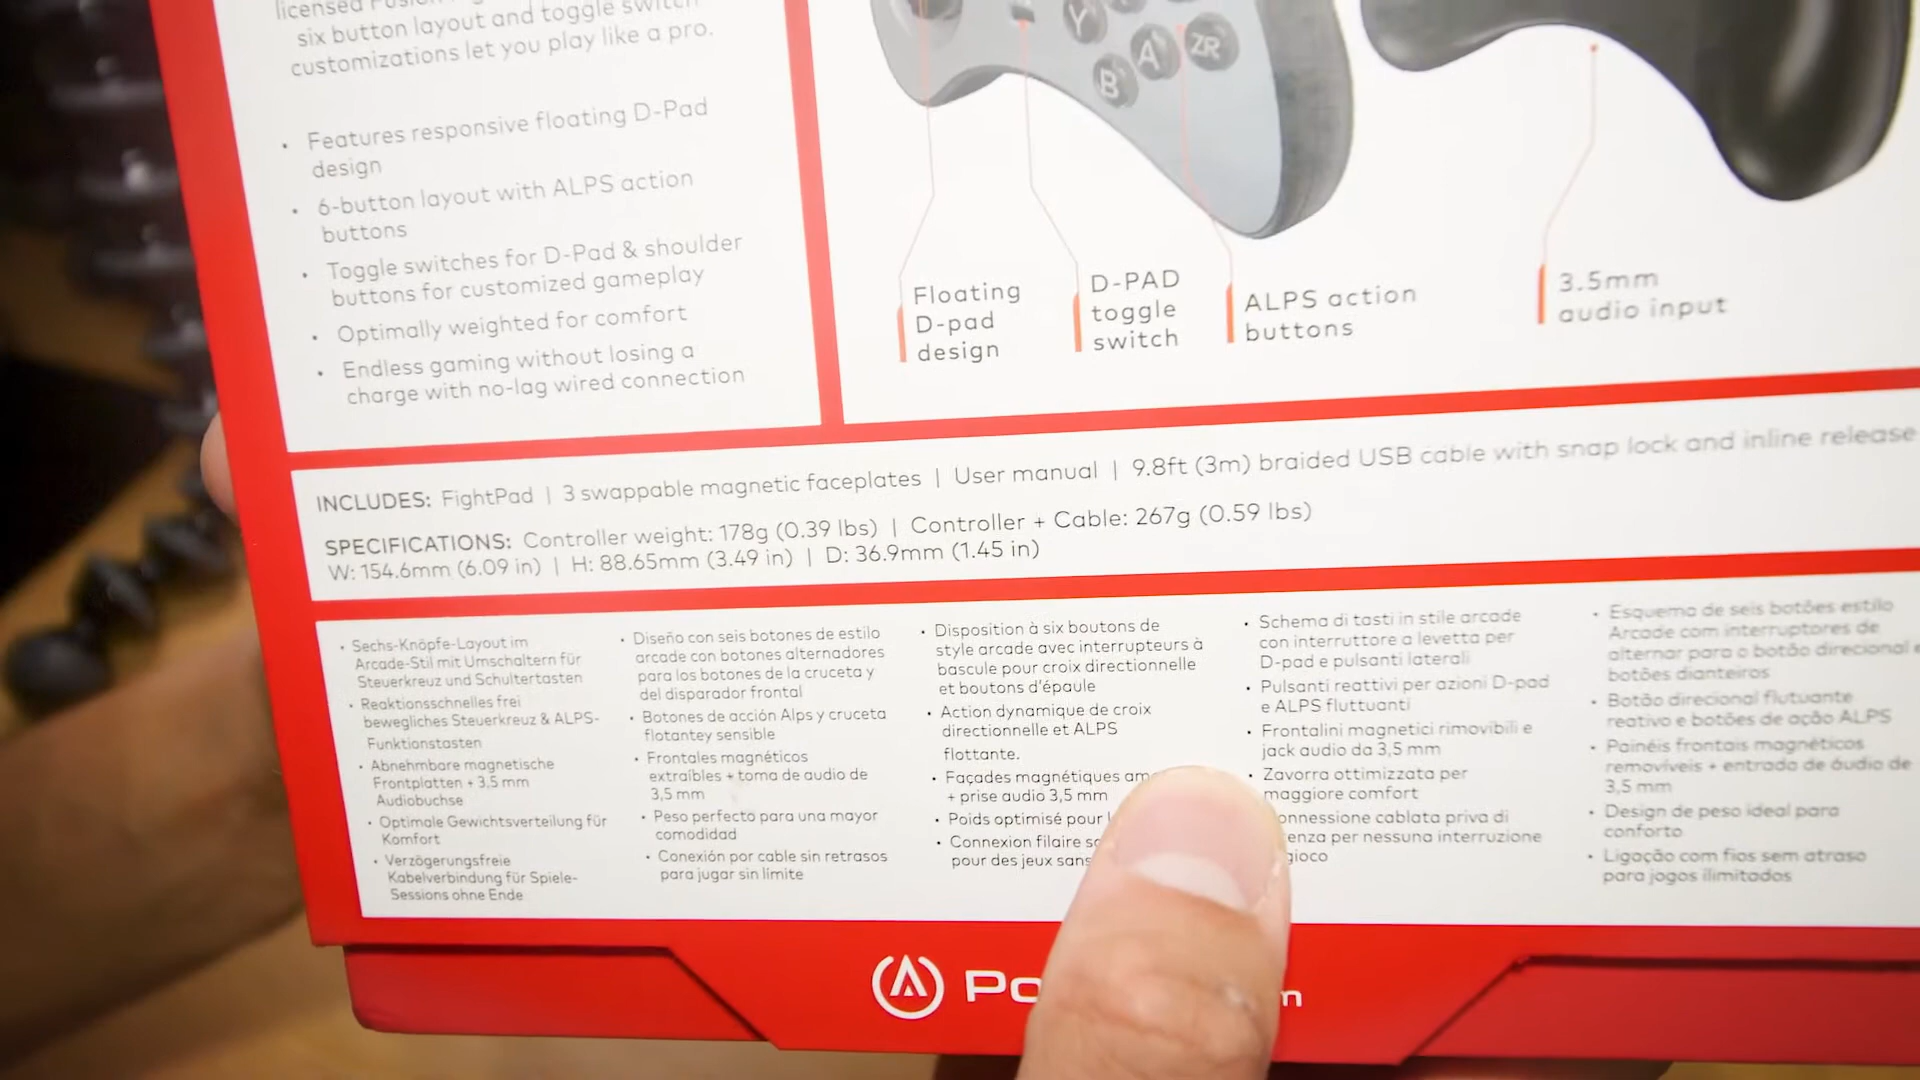 licensed
six button layout and toggle switch
customizations let you play like a pro.
• Features responsive floating D-Pad
design
• 6-button layout with ALPS action
buttons
• Toggle switches for D-Pad & shoulder
buttons for customized gameplay
• Optimally weighted for comfort
• Endless gaming without losing a
charge with no-lag wired connection
Y
A
B
ZR
Floating
D-pad
design
D-PAD
toggle
switch
ALPS action
buttons
3.5mm
audio input
INCLUDES: FightPad | 3 swappable magnetic faceplates | User manual | 9.8ft (3m) braided USB cable with snap lock and inline release
SPECIFICATIONS: Controller weight: 178g (0.39 lbs) | Controller + Cable: 267g (0.59 lbs)
W: 154.6mm (6.09 in) | H: 88.65mm (3.49 in) | D: 36.9mm (1.45 in)
• Sechs-Knöpfe-Layout im
Arcade-Stil mit Umschaltern für
Steuerkreuz und Schultertasten
• Reaktionsschnelles frei
bewegliches Steuerkreuz & ALPS-
Funktionstasten
• Abnehmbare magnetische
Frontplatten + 3,5 mm
Audiobuchse
• Optimale Gewichtsverteilung für
Komfort
• Verzögerungsfreie
Kabelverbindung für Spiele-
Sessions ohne Ende
• Diseño con seis botones de estilo
arcade con botones alternadores
para los botones de la cruceta y
del disparador frontal
• Botones de acción Alps y cruceta
flotantey sensible
• Frontales magnéticos
extraíbles + toma de audio de
3,5 mm
• Peso perfecto para una mayor
comodidad
• Conexión por cable sin retrasos
para jugar sin límite
• Disposition à six boutons de
style arcade avec interrupteurs à
bascule pour croix directionnelle
et boutons d'épaule
• Action dynamique de croix
directionnelle et ALPS
flottante.
• Façades magnétiques am
+ prise audio 3,5 mm
• Poids optimisé pour
• Connexion filaire
pour des jeux sans
• Schema di tasti in stile arcade
con interruttore a levetta per
D-pad e pulsanti laterali
• Pulsanti reattivi per azioni D-pad
e ALPS fluttuanti
• Frontalini magnetici rimovibili e
jack audio da 3,5 mm
• Zavorra ottimizzata per
maggiore comfort
onnessione cablata priva di
enza per nessuna interruzione
gioco
• Esquema de seis botões estilo
Arcade com interruptores de
alternar para o botão direcional e
botões dianteiros
• Botão direcional flutuante
reativo e botões de ação ALPS
• Painéis frontais magnéticos
removíveis + entrada de áudio de
3,5 mm
• Design de peso ideal para
conforto
• Ligação com fios sem atraso
para jogos ilimitados
Po m